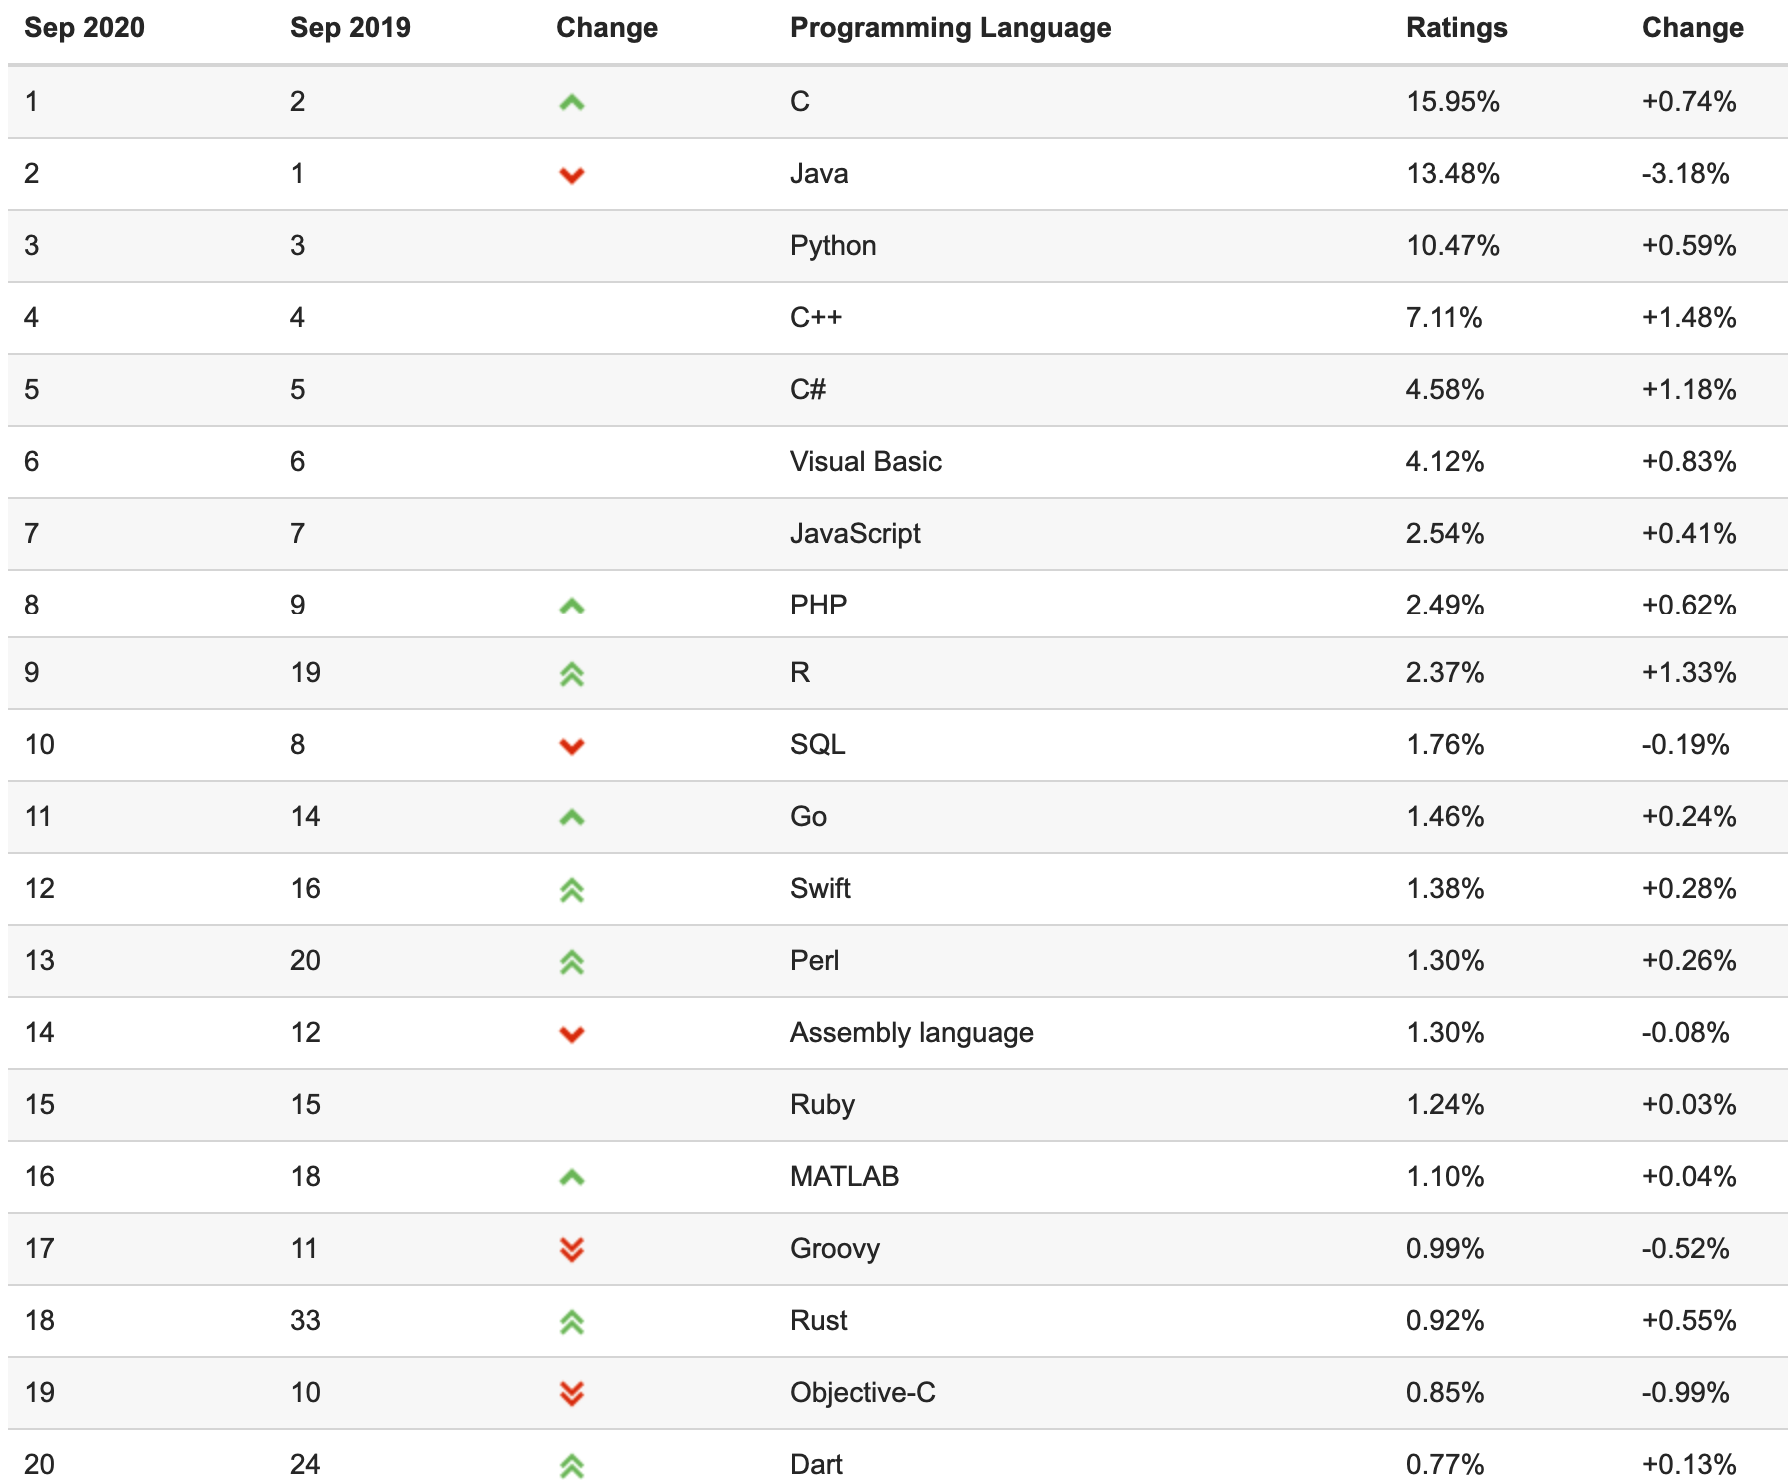 Sep 2020 Sep 2019 Change Programming Language Ratings Change
1 2 C 15.95% +0.74%
2 1 Java 13.48% -3.18%
3 3 Python 10.47% +0.59%
4 4 C++ 7.11% +1.48%
5 5 C# 4.58% +1.18%
6 6 Visual Basic 4.12% +0.83%
7 7 JavaScript 2.54% +0.41%
8 9 PHP 2.49% +0.62%
9 19 R 2.37% +1.33%
10 8 SQL 1.76% -0.19%
11 14 Go 1.46% +0.24%
12 16 Swift 1.38% +0.28%
13 20 Perl 1.30% +0.26%
14 12 Assembly language 1.30% -0.08%
15 15 Ruby 1.24% +0.03%
16 18 MATLAB 1.10% +0.04%
17 11 Groovy 0.99% -0.52%
18 33 Rust 0.92% +0.55%
19 10 Objective-C 0.85% -0.99%
20 24 Dart 0.77% +0.13%